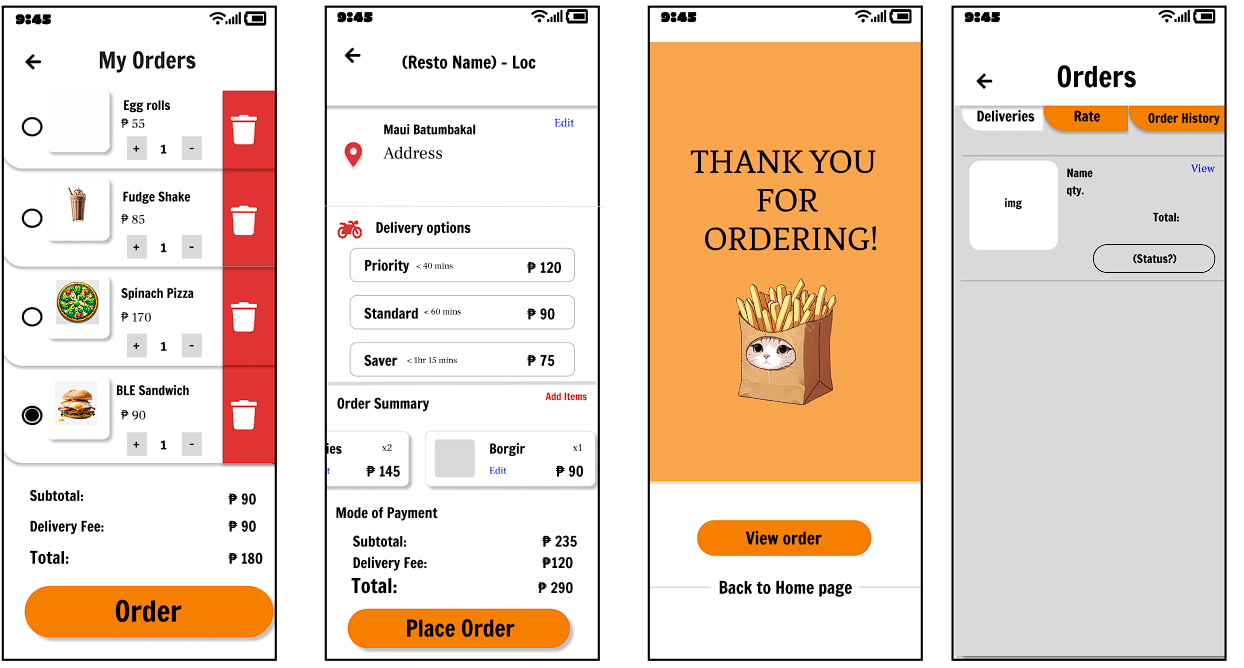 9:45
My Orders
Egg rolls
₱ 55
+ 1 -
Fudge Shake
₱ 85
+ 1 -
Spinach Pizza
₱ 170
+ 1 -
BLE Sandwich
₱ 90
+ 1 -
Subtotal: ₱ 90
Delivery Fee: ₱ 90
Total: ₱ 180
Order
9:45
(Resto Name) - Loc
Maui Batumbakal Edit
Address
Delivery options
Priority < 40 mins ₱ 120
Standard < 60 mins ₱ 90
Saver < 1hr 15 mins ₱ 75
Order Summary Add Items
ies x2
t ₱ 145
Borgir x1
Edit ₱ 90
Mode of Payment
Subtotal: ₱ 235
Delivery Fee: ₱120
Total: ₱ 290
Place Order
9:45
THANK YOU
FOR
ORDERING!
View order
Back to Home page
9:45
Orders
Deliveries Rate Order History
img
Name View
qty.
Total:
(Status?)